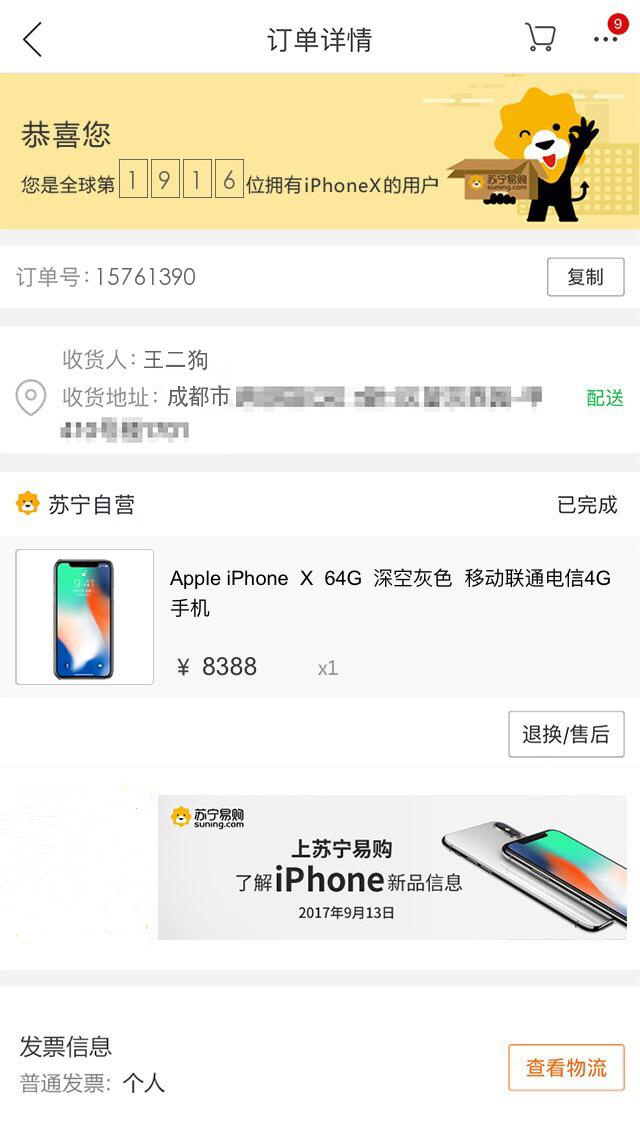 订单详情
9
恭喜您
您是全球第1916位拥有iPhoneX的用户
苏宁易购
suning.com
订单号:15761390
复制
收货人: 王二狗
收货地址: 成都市
配送
苏宁自营
已完成
9:41
Apple iPhone X 64G 深空灰色 移动联通电信4G
手机
¥ 8388
x1
退换/售后
苏宁易购
suning.com
上苏宁易购
了解iPhone新品信息
2017年9月13日
发票信息
普通发票: 个人
查看物流